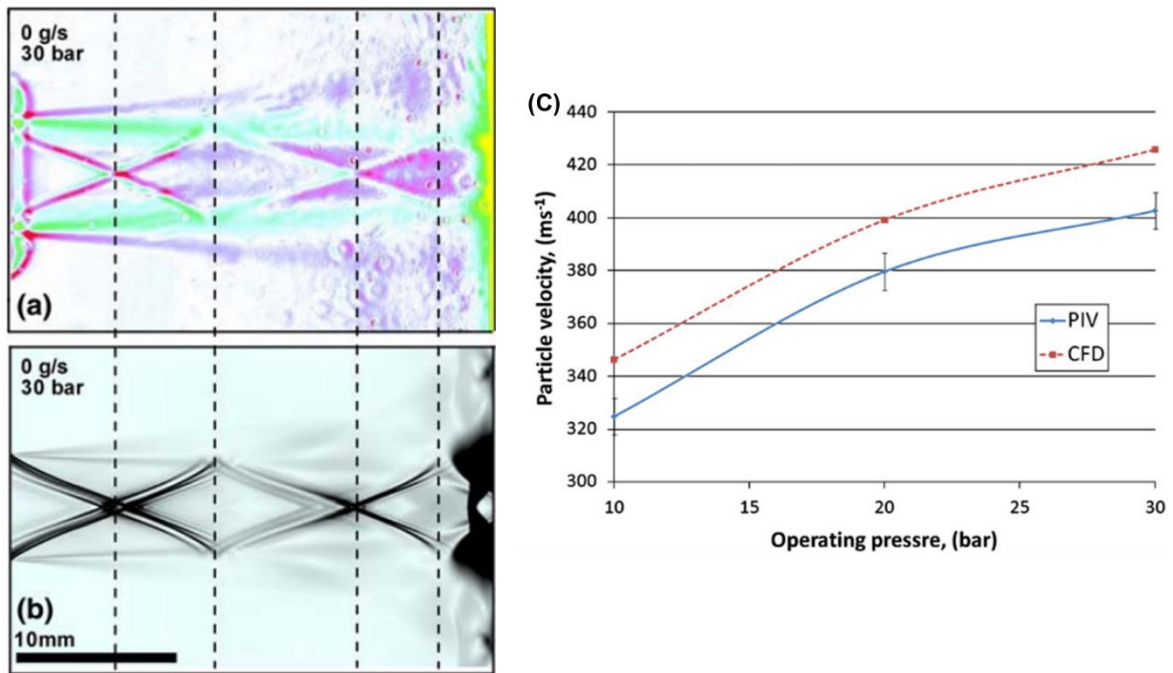 0 g/s
30 bar
(a)
0 g/s
30 bar
(b)
10mm
(C)
Particle velocity, (ms⁻¹)
440
420
400
380
360
340
320
300
10
15
20
25
30
PIV
CFD
Operating pressre, (bar)